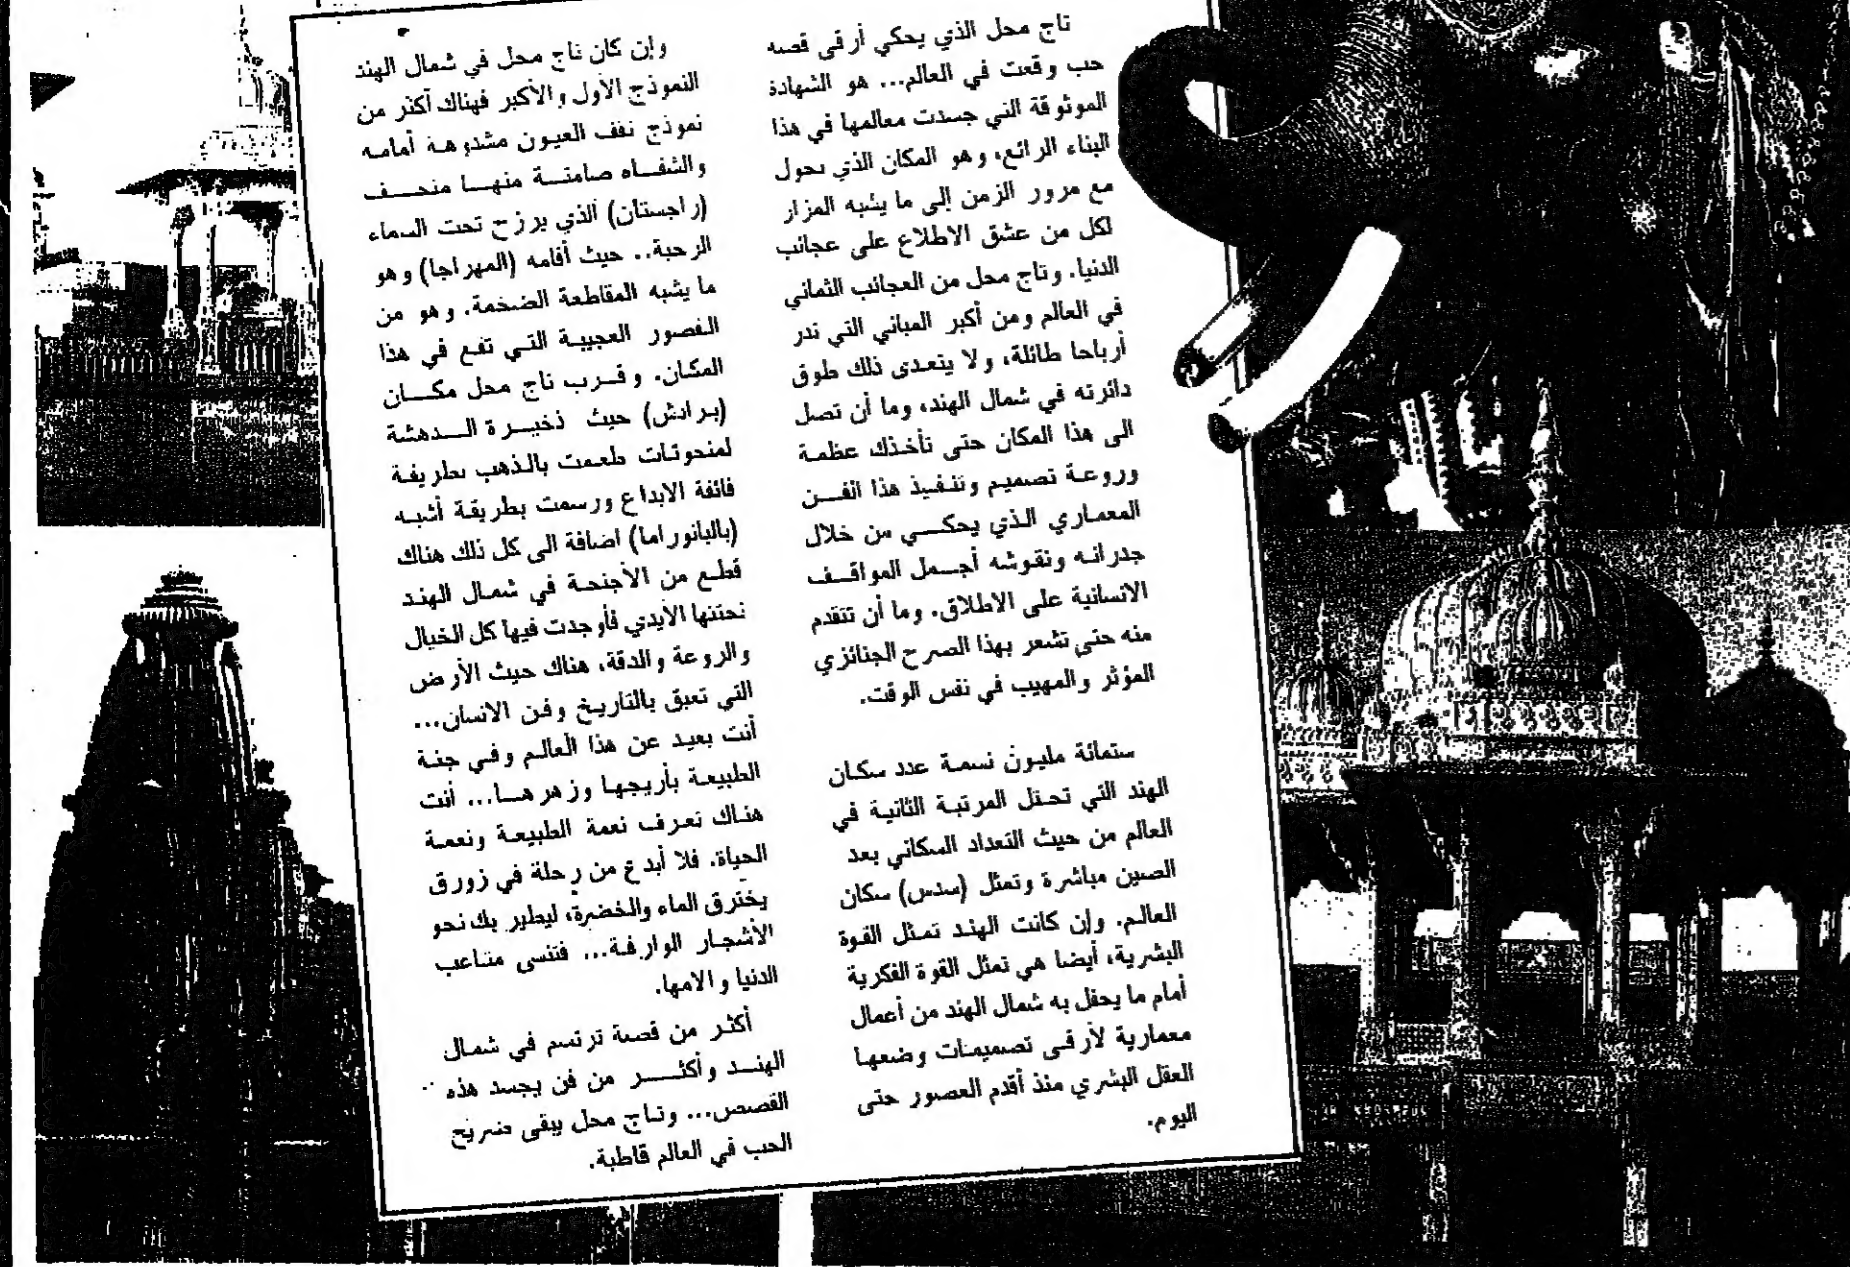 تاج محل الذي يحكي أرقى قصه
حب وقعت في العالم... هو الشهادة
الموثوقة التي جسدت معالمها في هذا
البناء الرائع، وهو المكان الذي تحول
مع مرور الزمن إلى ما يشبه المزار
لكل من عشق الاطلاع على عجائب
الدنيا. وتاج محل من العجائب الثماني
في العالم ومن أكبر المباني التي تدر
أرباحا طائلة، ولا يتعدى ذلك طوق
دائرته في شمال الهند، وما أن تصل
الى هذا المكان حتى تأخذك عظمة
وروعة تصميم وتنفيذ هذا الفن
المعماري الذي يحكي من خلال
جدرانه ونقوشه أجمل المواقف
الانسانية على الاطلاق. وما أن تتقدم
منه حتى تشعر بهذا الصرح الجنائزي
المؤثر والمهيب في نفس الوقت.
ستمائة مليون نسمة عدد سكان
الهند التي تحتل المرتبة الثانية في
العالم من حيث التعداد السكاني بعد
الصين مباشرة وتمثل (سدس) سكان
العالم. وإن كانت الهند تمثل القوة
البشرية، أيضا هي تمثل القوة الفكرية
أمام ما يحفل به شمال الهند من أعمال
معمارية لأرقى تصميمات وضعها
العقل البشري منذ أقدم العصور حتى
اليوم.
وإن كان تاج محل في شمال الهند
النموذج الأول والأكبر فهناك أكثر من
نموذج تقف العيون مشدوهة أمامه
والشفاه صامتة منها متحف
(راجستان) الذي يرزح تحت السماء
الرحبة.. حيث أقامه (المهراجا) وهو
ما يشبه المقاطعة الضخمة. وهو من
القصور العجيبة التي تقع في هذا
المكان. وقرب تاج محل مكان
(برانش) حيث ذخيرة الدهشة
لمنحوتات طعمت بالذهب بطريقة
فائقة الابداع ورسمت بطريقة أشبه
(بالبانوراما) اضافة الى كل ذلك هناك
قطع من الأجنحة في شمال الهند
نحتتها الأيدي فأوجدت فيها كل الخيال
والروعة والدقة، هناك حيث الأرض
التي تعبق بالتاريخ وفن الانسان...
أنت بعيد عن هذا العالم وفي جنة
الطبيعة بأريجها وزهرها... أنت
هناك تعرف نعمة الطبيعة ونعمة
الحياة. فلا أبدع من رحلة في زورق
يخترق الماء والخضرة، ليطير بك نحو
الأشجار الوارفة... فتنسى متاعب
الدنيا والامها.
أكثر من قصة ترتسم في شمال
الهند وأكثر من فن يجسد هذه
القصص... وتاج محل يبقى ضريح
الحب في العالم قاطبة.